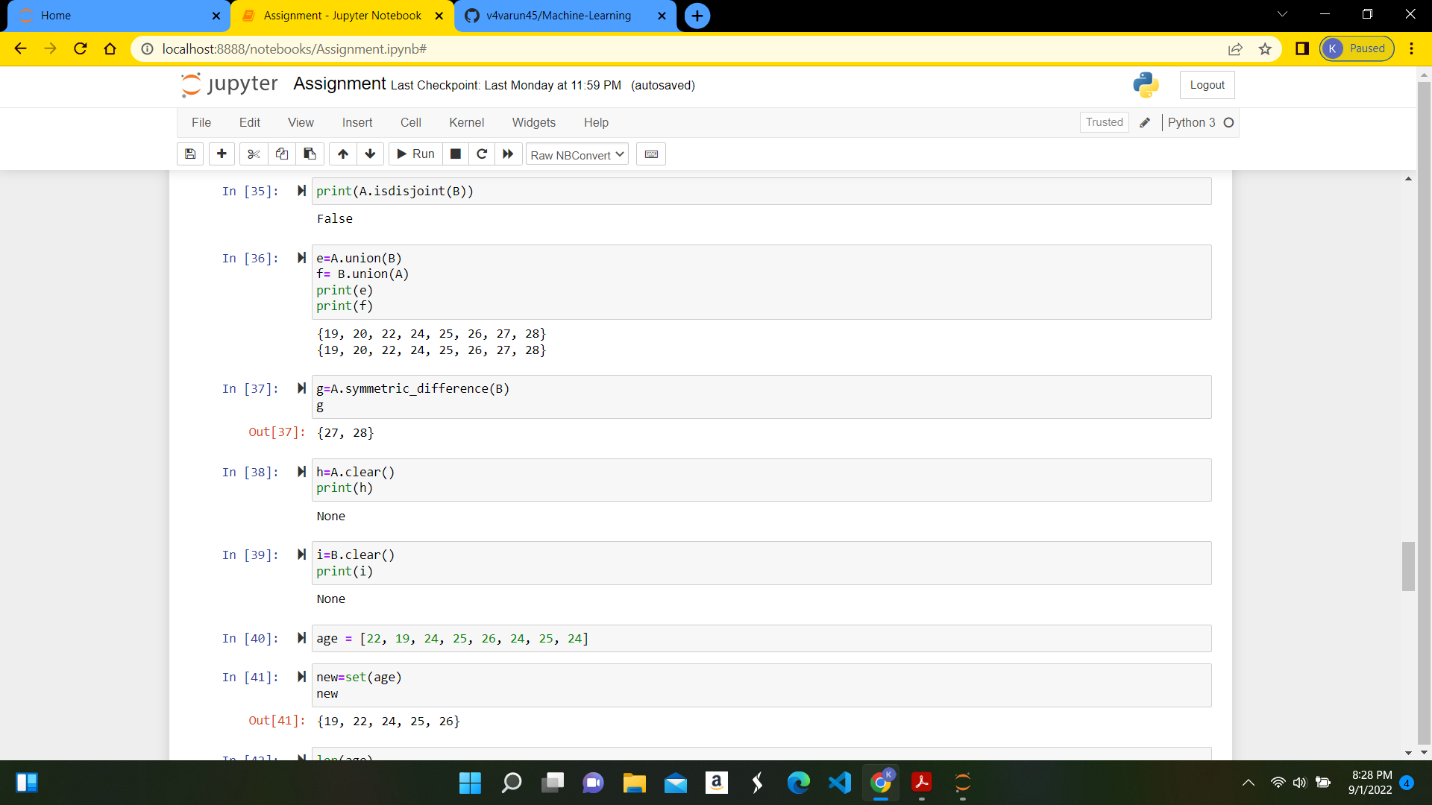 Home
Assignment - Jupyter Notebook
v4varun45/Machine-Learning
localhost:8888/notebooks/Assignment.ipynb#
K Paused
jupyter Assignment Last Checkpoint: Last Monday at 11:59 PM (autosaved)
Logout
File Edit View Insert Cell Kernel Widgets Help
Trusted Python 3
Run Raw NBConvert
In [35]: print(A.isdisjoint(B))
False
In [36]: e=A.union(B)
f= B.union(A)
print(e)
print(f)
{19, 20, 22, 24, 25, 26, 27, 28}
{19, 20, 22, 24, 25, 26, 27, 28}
In [37]: g=A.symmetric_difference(B)
g
Out[37]: {27, 28}
In [38]: h=A.clear()
print(h)
None
In [39]: i=B.clear()
print(i)
None
In [40]: age = [22, 19, 24, 25, 26, 24, 25, 24]
In [41]: new=set(age)
new
Out[41]: {19, 22, 24, 25, 26}
In [42]: len(age)
K
a
8:28 PM
9/1/2022
4